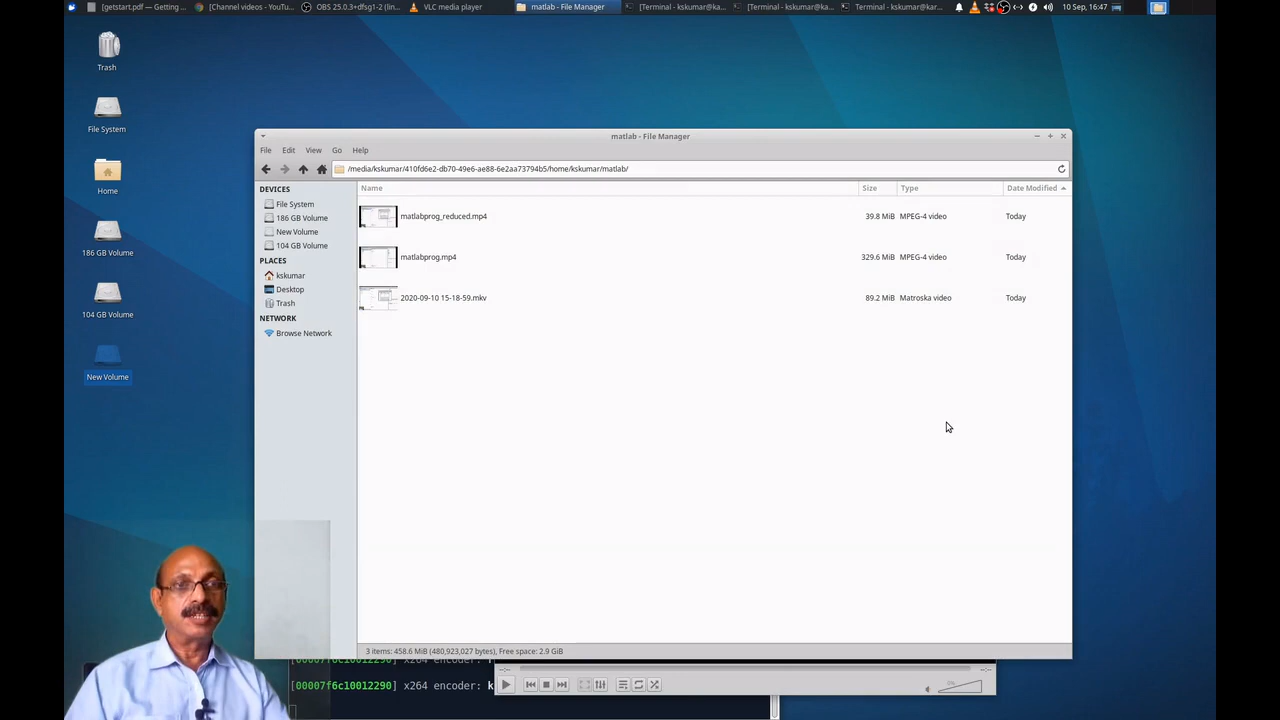 [getstart.pdf — Getting ...
[Channel videos - YouTu...
OBS 25.0.3+dfsg1-2 (lin...
VLC media player
matlab - File Manager
[Terminal - kskumar@ka...
[Terminal - kskumar@ka...
Terminal - kskumar@kar...
10 Sep, 16:47
Trash
File System
Home
186 GB Volume
104 GB Volume
New Volume
matlab - File Manager
File Edit View Go Help
/media/kskumar/410fd6e2-db70-49e6-ae88-6e2aa73794b5/home/kskumar/matlab/
DEVICES
File System
186 GB Volume
New Volume
104 GB Volume
PLACES
kskumar
Desktop
Trash
NETWORK
Browse Network
Name Size Type Date Modified
matlabprog_reduced.mp4 39.8 MiB MPEG-4 video Today
matlabprog.mp4 329.6 MiB MPEG-4 video Today
2020-09-10 15-18-59.mkv 89.2 MiB Matroska video Today
3 items: 458.6 MiB (480,923,027 bytes), Free space: 2.9 GiB
[00007f6c10012290] x264 encoder:
[00007f6c10012290] x264 encoder: k
0%